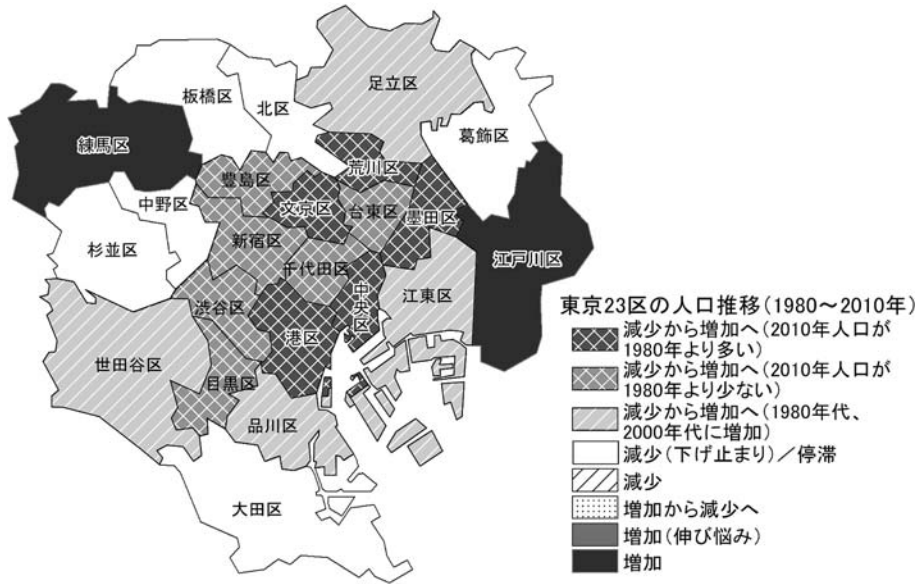 足立区
板橋区
北区
葛飾区
練馬区
荒川区
豊島区
文京区
台東区
墨田区
中野区
新宿区
杉並区
千代田区
江戸川区
渋谷区
中央区
江東区
港区
世田谷区
目黒区
品川区
大田区
東京23区の人口推移(1980～2010年)
減少から増加へ(2010年人口が
1980年より多い)
減少から増加へ(2010年人口が
1980年より少ない)
減少から増加へ(1980年代、
2000年代に増加)
減少(下げ止まり)／停滞
減少
増加から減少へ
増加(伸び悩み)
増加